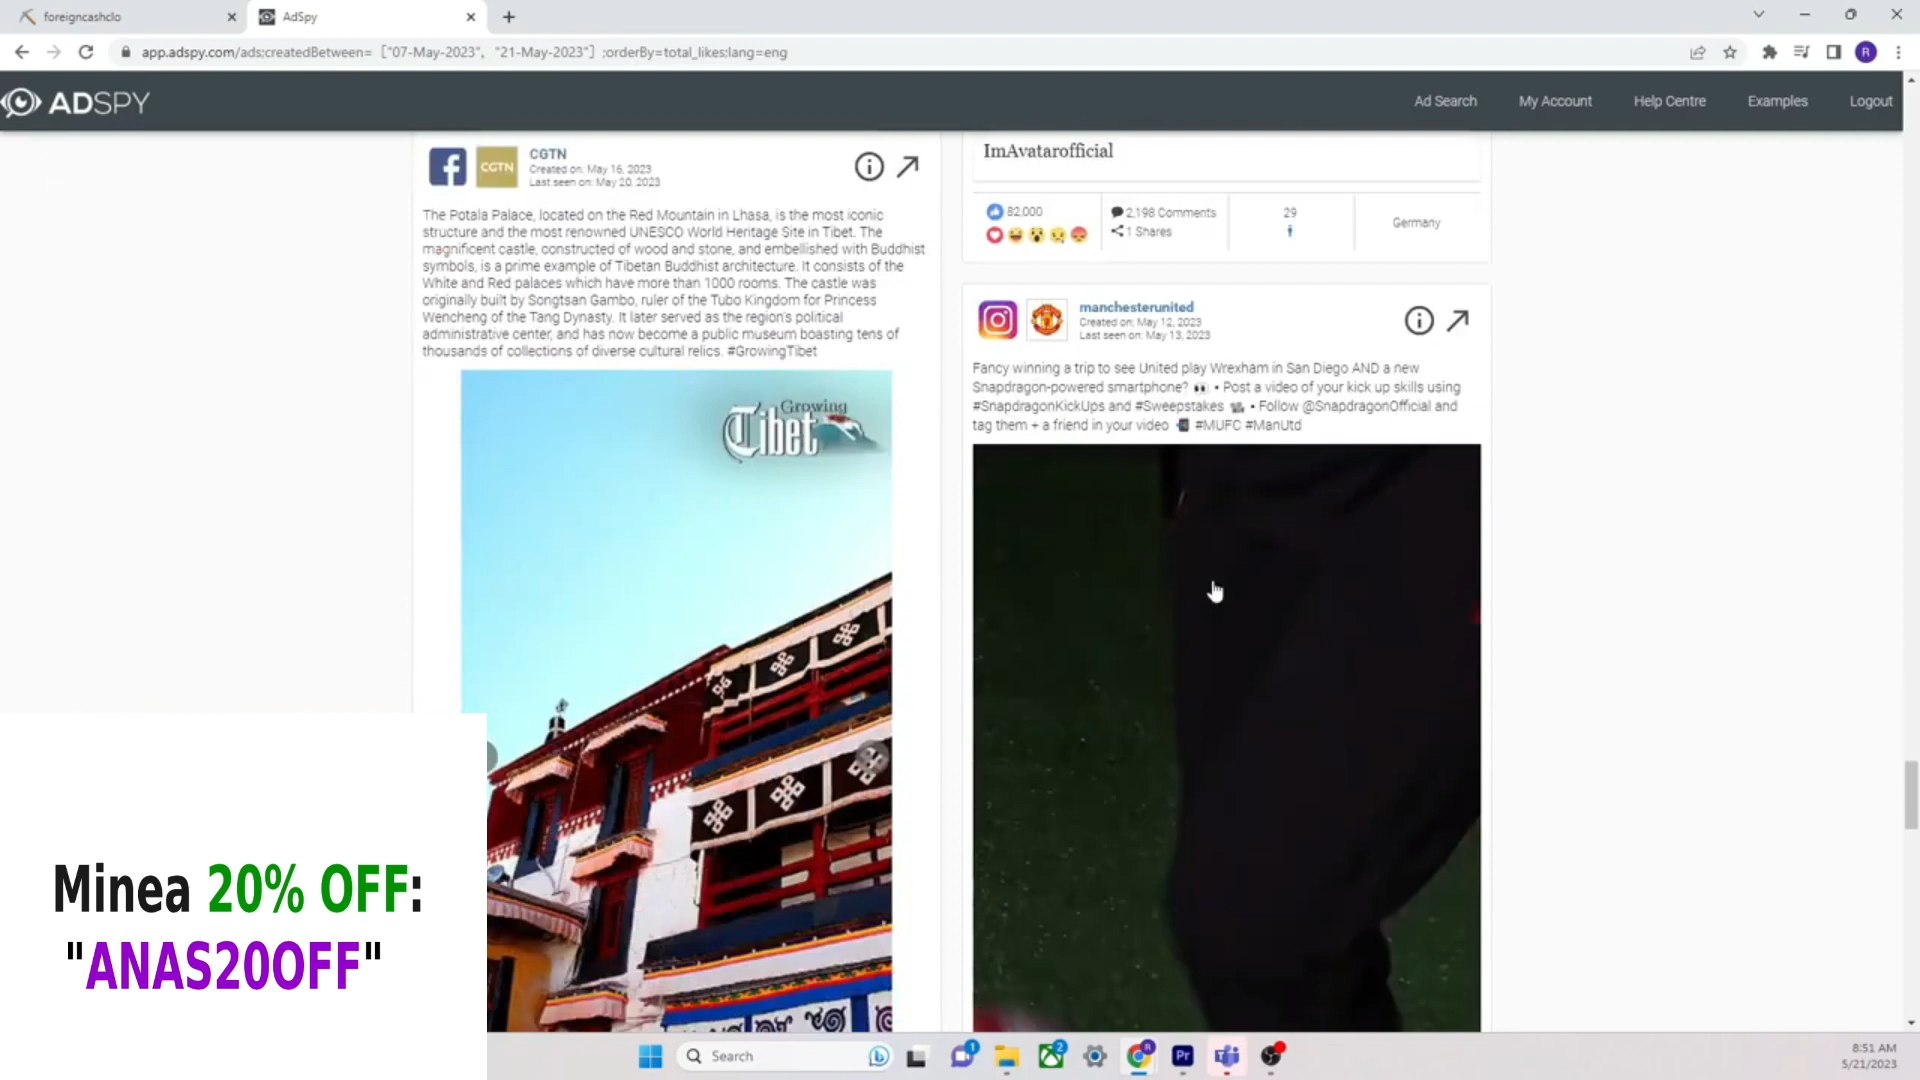 foreigncashclo
AdSpy
app.adspy.com/ads;createdBetween= ["07-May-2023", "21-May-2023"] ;orderBy=total_likes;lang=eng
ADSPY
Ad Search
My Account
Help Centre
Examples
Logout
CGTN
CGTN
Created on: May 16, 2023
Last seen on: May 20, 2023
The Potala Palace, located on the Red Mountain in Lhasa, is the most iconic
structure and the most renowned UNESCO World Heritage Site in Tibet. The
magnificent castle, constructed of wood and stone, and embellished with Buddhist
symbols, is a prime example of Tibetan Buddhist architecture. It consists of the
White and Red palaces which have more than 1000 rooms. The castle was
originally built by Songtsan Gambo, ruler of the Tubo Kingdom for Princess
Wencheng of the Tang Dynasty. It later served as the region's political
administrative center, and has now become a public museum boasting tens of
thousands of collections of diverse cultural relics. #GrowingTibet
Growing
Tibet
ImAvatarofficial
82,000
2,198 Comments
1 Shares
29
Germany
manchesterunited
Created on: May 12, 2023
Last seen on: May 13, 2023
Fancy winning a trip to see United play Wrexham in San Diego AND a new
Snapdragon-powered smartphone? 👀 • Post a video of your kick up skills using
#SnapdragonKickUps and #Sweepstakes 📹 • Follow @SnapdragonOfficial and
tag them + a friend in your video 📲 #MUFC #ManUtd
Minea 20% OFF:
"ANAS20OFF"
Search
1
2
R
R
Pr
8:51 AM
5/21/2023